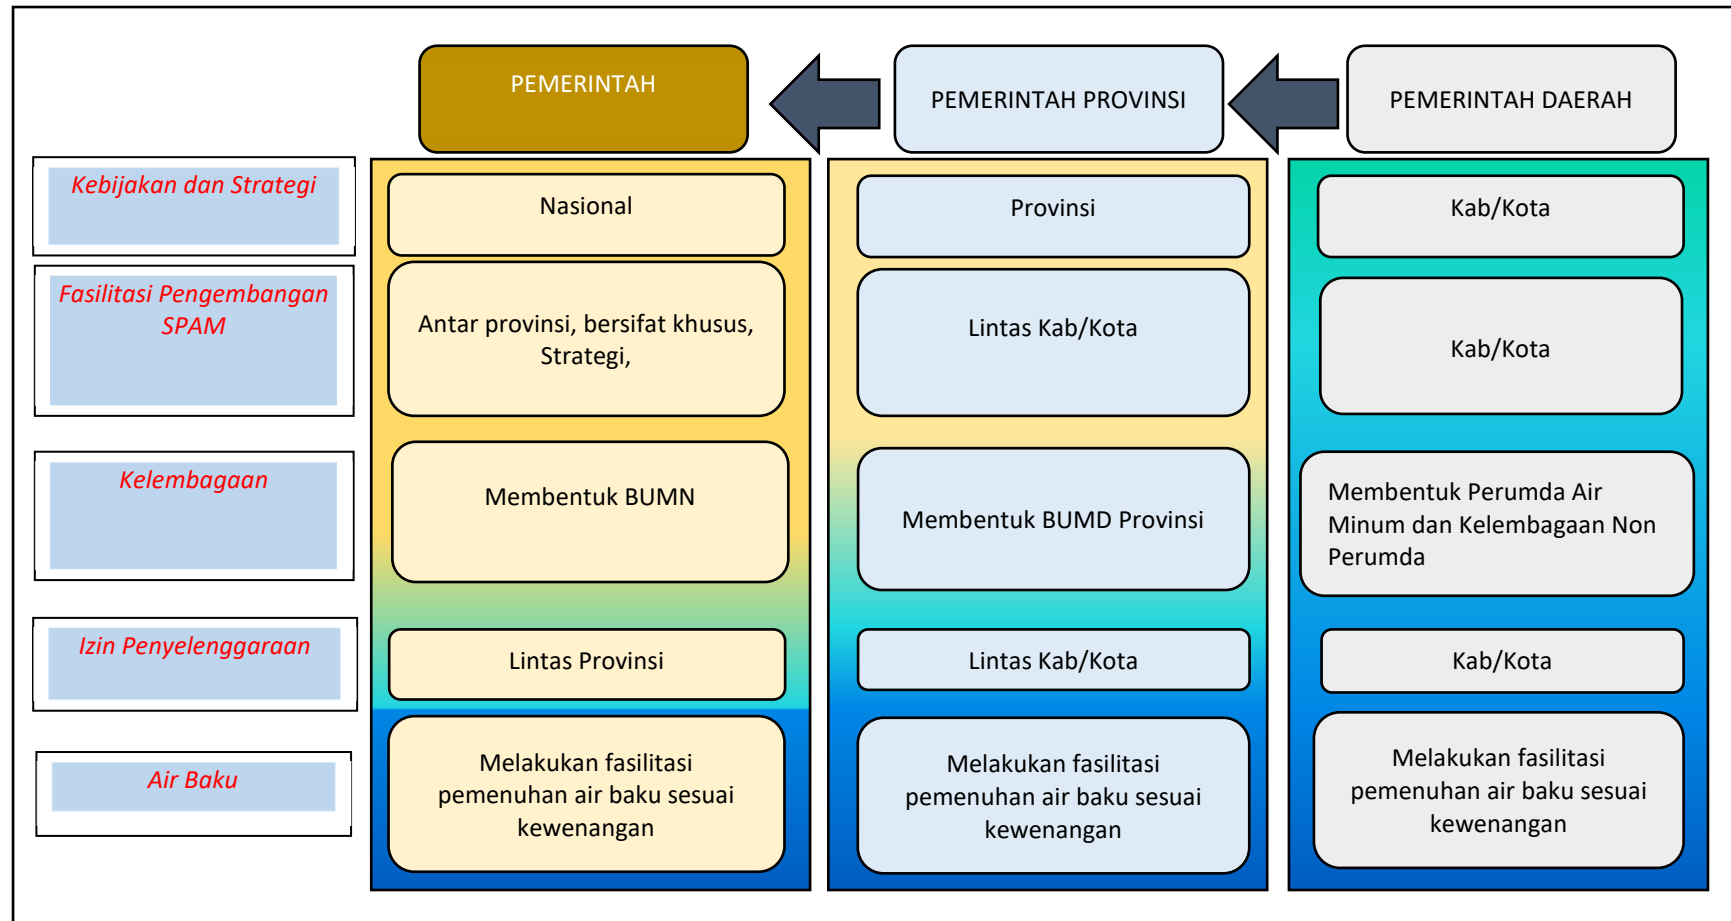 PEMERINTAH
PEMERINTAH PROVINSI
PEMERINTAH DAERAH
Kebijakan dan Strategi
Nasional
Provinsi
Kab/Kota
Fasilitasi Pengembangan
SPAM
Antar provinsi, bersifat khusus,
Strategi,
Lintas Kab/Kota
Kab/Kota
Kelembagaan
Membentuk BUMN
Membentuk BUMD Provinsi
Membentuk Perumda Air
Minum dan Kelembagaan Non
Perumda
Izin Penyelenggaraan
Lintas Provinsi
Lintas Kab/Kota
Kab/Kota
Air Baku
Melakukan fasilitasi
pemenuhan air baku sesuai
kewenangan
Melakukan fasilitasi
pemenuhan air baku sesuai
kewenangan
Melakukan fasilitasi
pemenuhan air baku sesuai
kewenangan